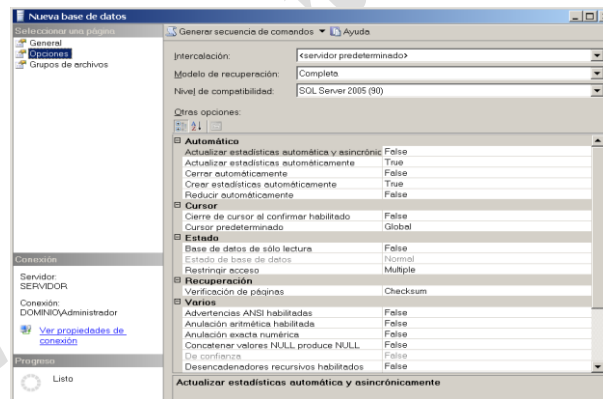 Nueva base de datos
Seleccionar una página
General
Opciones
Grupos de archivos
Generar secuencia de comandos Ayuda
Intercalación: <servidor predeterminado>
Modelo de recuperación: Completa
Nivel de compatibilidad: SQL Server 2005 (90)
Otras opciones:
Automático
Actualizar estadísticas automática y asincrónic False
Actualizar estadísticas automáticamente True
Cerrar automáticamente False
Crear estadísticas automáticamente True
Reducir automáticamente False
Cursor
Cierre de cursor al confirmar habilitado False
Cursor predeterminado Global
Estado
Base de datos de sólo lectura False
Estado de base de datos Normal
Restringir acceso Multiple
Recuperación
Verificación de páginas Checksum
Varios
Advertencias ANSI habilitadas False
Anulación aritmética habilitada False
Anulación exacta numérica False
Concatenar valores NULL produce NULL False
De confianza False
Desencadenadores recursivos habilitados False
Actualizar estadísticas automática y asincrónicamente
Conexión
Servidor:
SERVIDOR
Conexión:
DOMINIO\Administrador
Ver propiedades de
conexión
Progreso
Listo